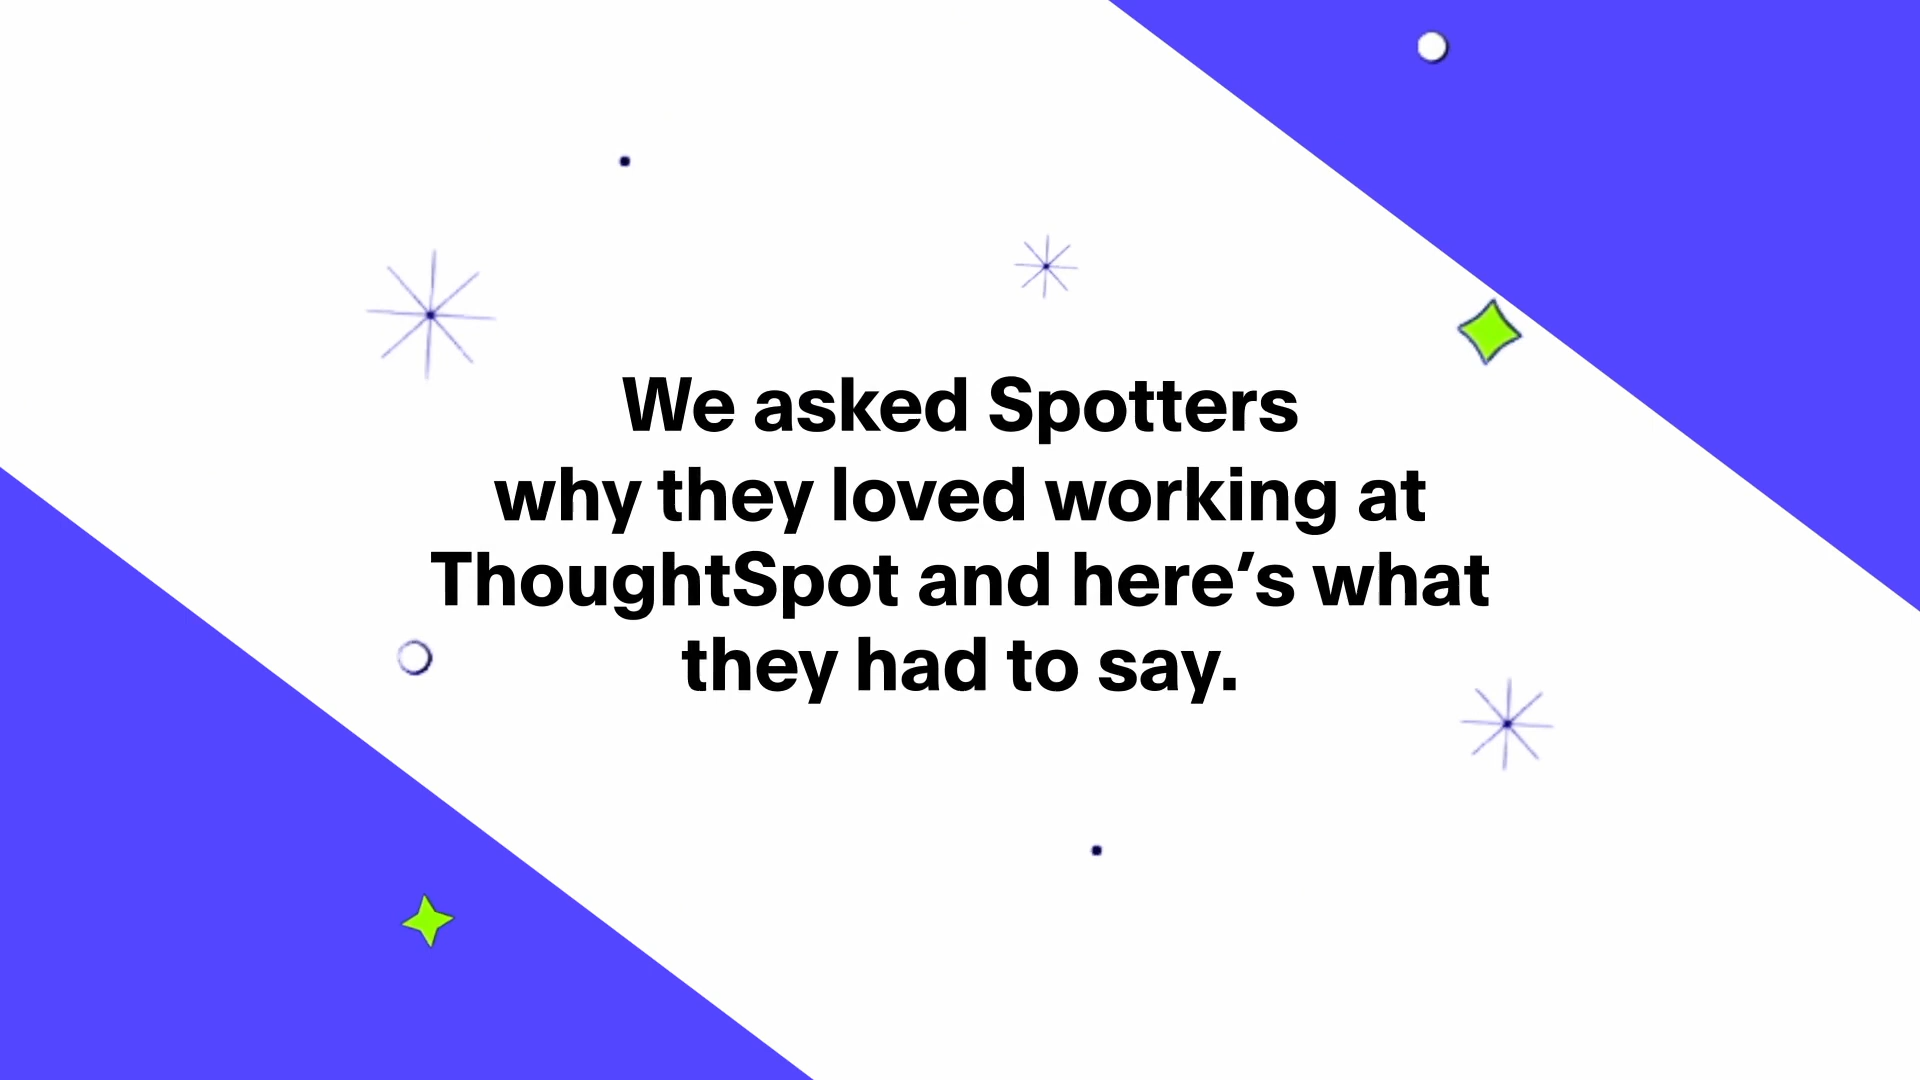 We asked Spotters
why they loved working at
ThoughtSpot and here’s what
they had to say.